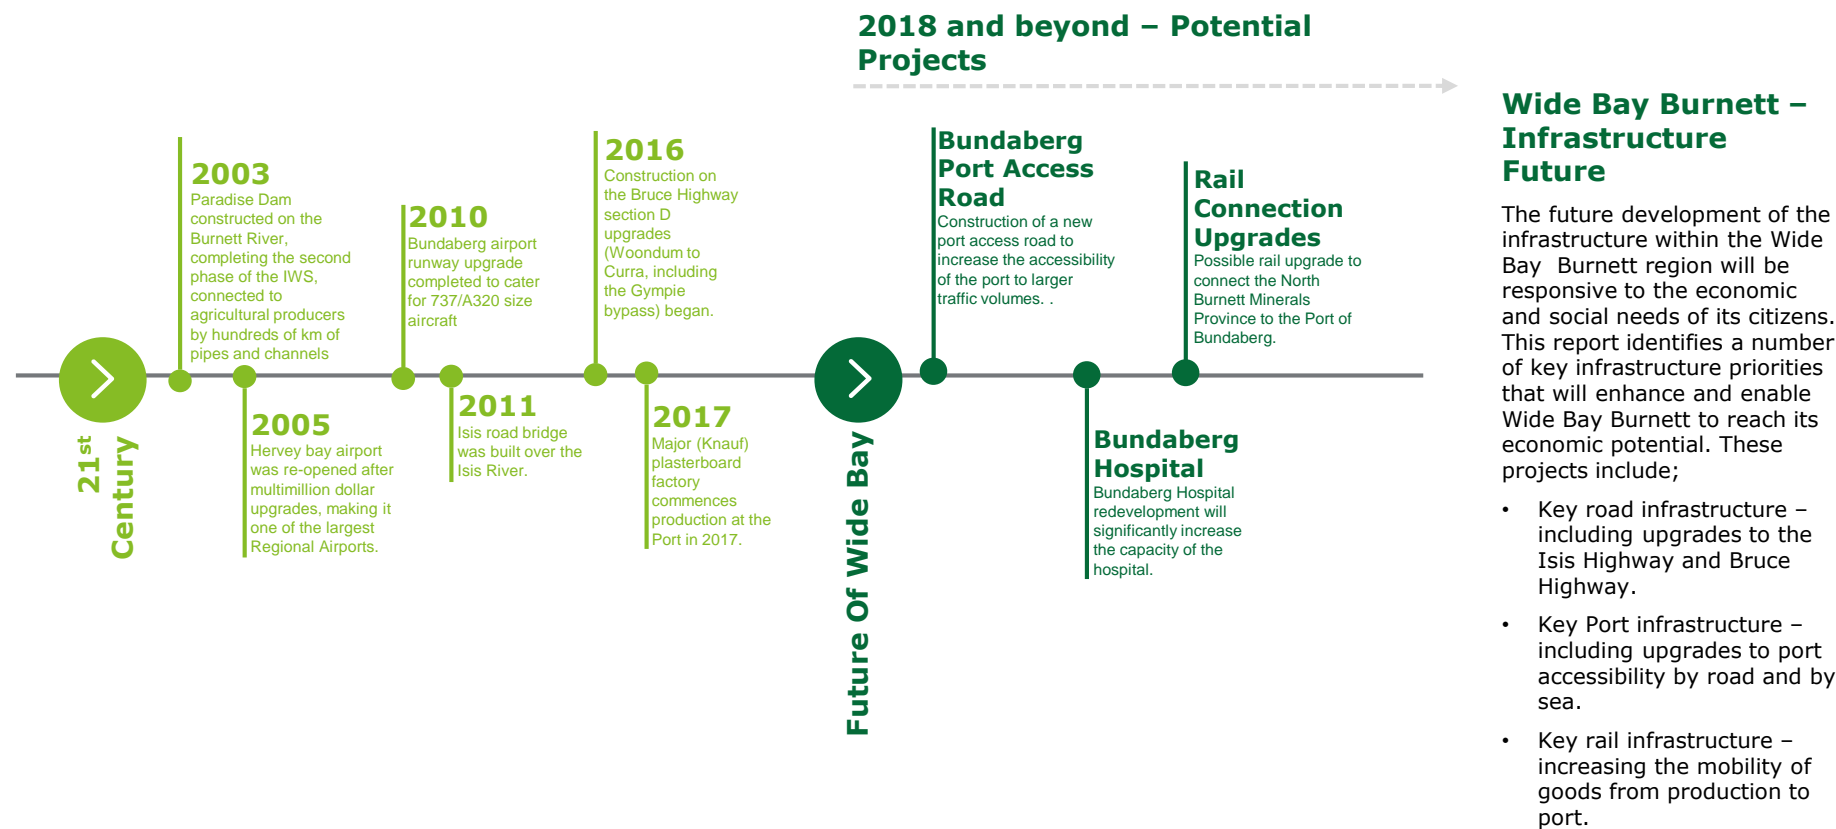 2018 and beyond – Potential
Projects
2003
Paradise Dam
constructed on the
Burnett River,
completing the second
phase of the IWS,
connected to
agricultural producers
by hundreds of km of
pipes and channels
2010
Bundaberg airport
runway upgrade
completed to cater
for 737/A320 size
aircraft
2016
Construction on
the Bruce Highway
section D
upgrades
(Woondum to
Curra, including
the Gympie
bypass) began.
Bundaberg
Port Access
Road
Construction of a new
port access road to
increase the accessibility
of the port to larger
traffic volumes. .
Rail
Connection
Upgrades
Possible rail upgrade to
connect the North
Burnett Minerals
Province to the Port of
Bundaberg.
21st
Century
2005
Hervey bay airport
was re-opened after
multimillion dollar
upgrades, making it
one of the largest
Regional Airports.
2011
Isis road bridge
was built over the
Isis River.
2017
Major (Knauf)
plasterboard
factory
commences
production at the
Port in 2017.
Future Of Wide Bay
Bundaberg
Hospital
Bundaberg Hospital
redevelopment will
significantly increase
the capacity of the
hospital.
Wide Bay Burnett –
Infrastructure
Future
The future development of the
infrastructure within the Wide
Bay  Burnett region will be
responsive to the economic
and social needs of its citizens.
This report identifies a number
of key infrastructure priorities
that will enhance and enable
Wide Bay Burnett to reach its
economic potential. These
projects include;
• Key road infrastructure –
including upgrades to the
Isis Highway and Bruce
Highway.
• Key Port infrastructure –
including upgrades to port
accessibility by road and by
sea.
• Key rail infrastructure –
increasing the mobility of
goods from production to
port.